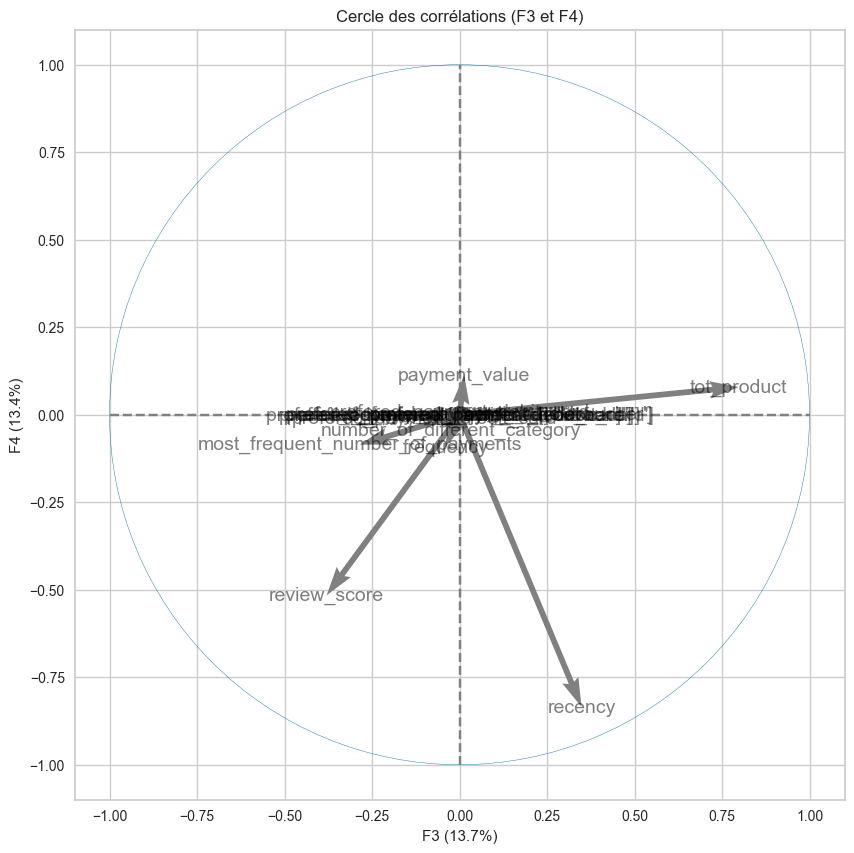 Cercle des corrélations (F3 et F4)
1.00
0.75
0.50
0.25
0.00
−0.25
−0.50
−0.75
−1.00
F4 (13.4%)
payment_value
tot_product
number_of_different_category
most_frequent_number_of_payments
frequency
review_score
recency
−1.00
−0.75
−0.50
−0.25
0.00
0.25
0.50
0.75
1.00
F3 (13.7%)